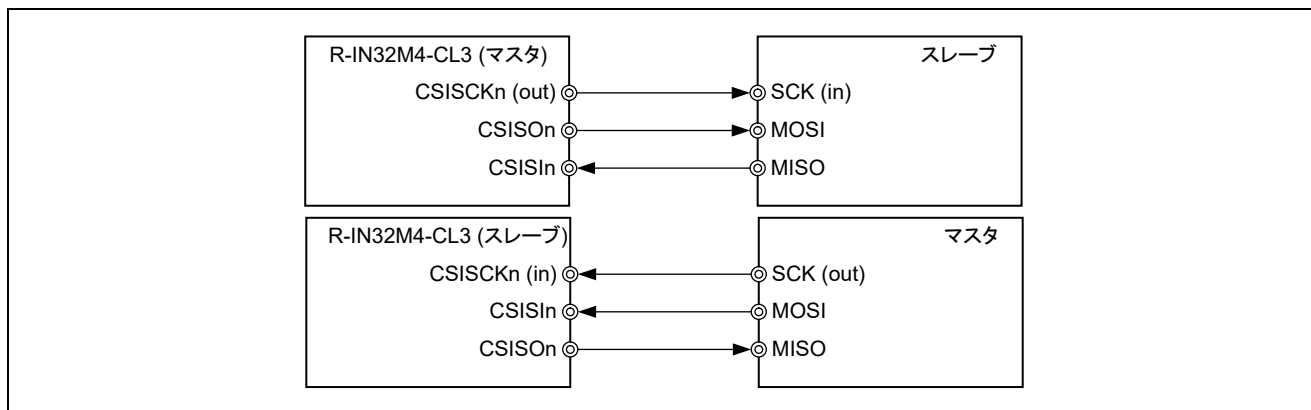 R-IN32M4-CL3 (マスタ)
スレーブ
CSISCKn (out)
SCK (in)
CSISOn
MOSI
CSISIn
MISO
R-IN32M4-CL3 (スレーブ)
マスタ
CSISCKn (in)
SCK (out)
CSISIn
MOSI
CSISOn
MISO